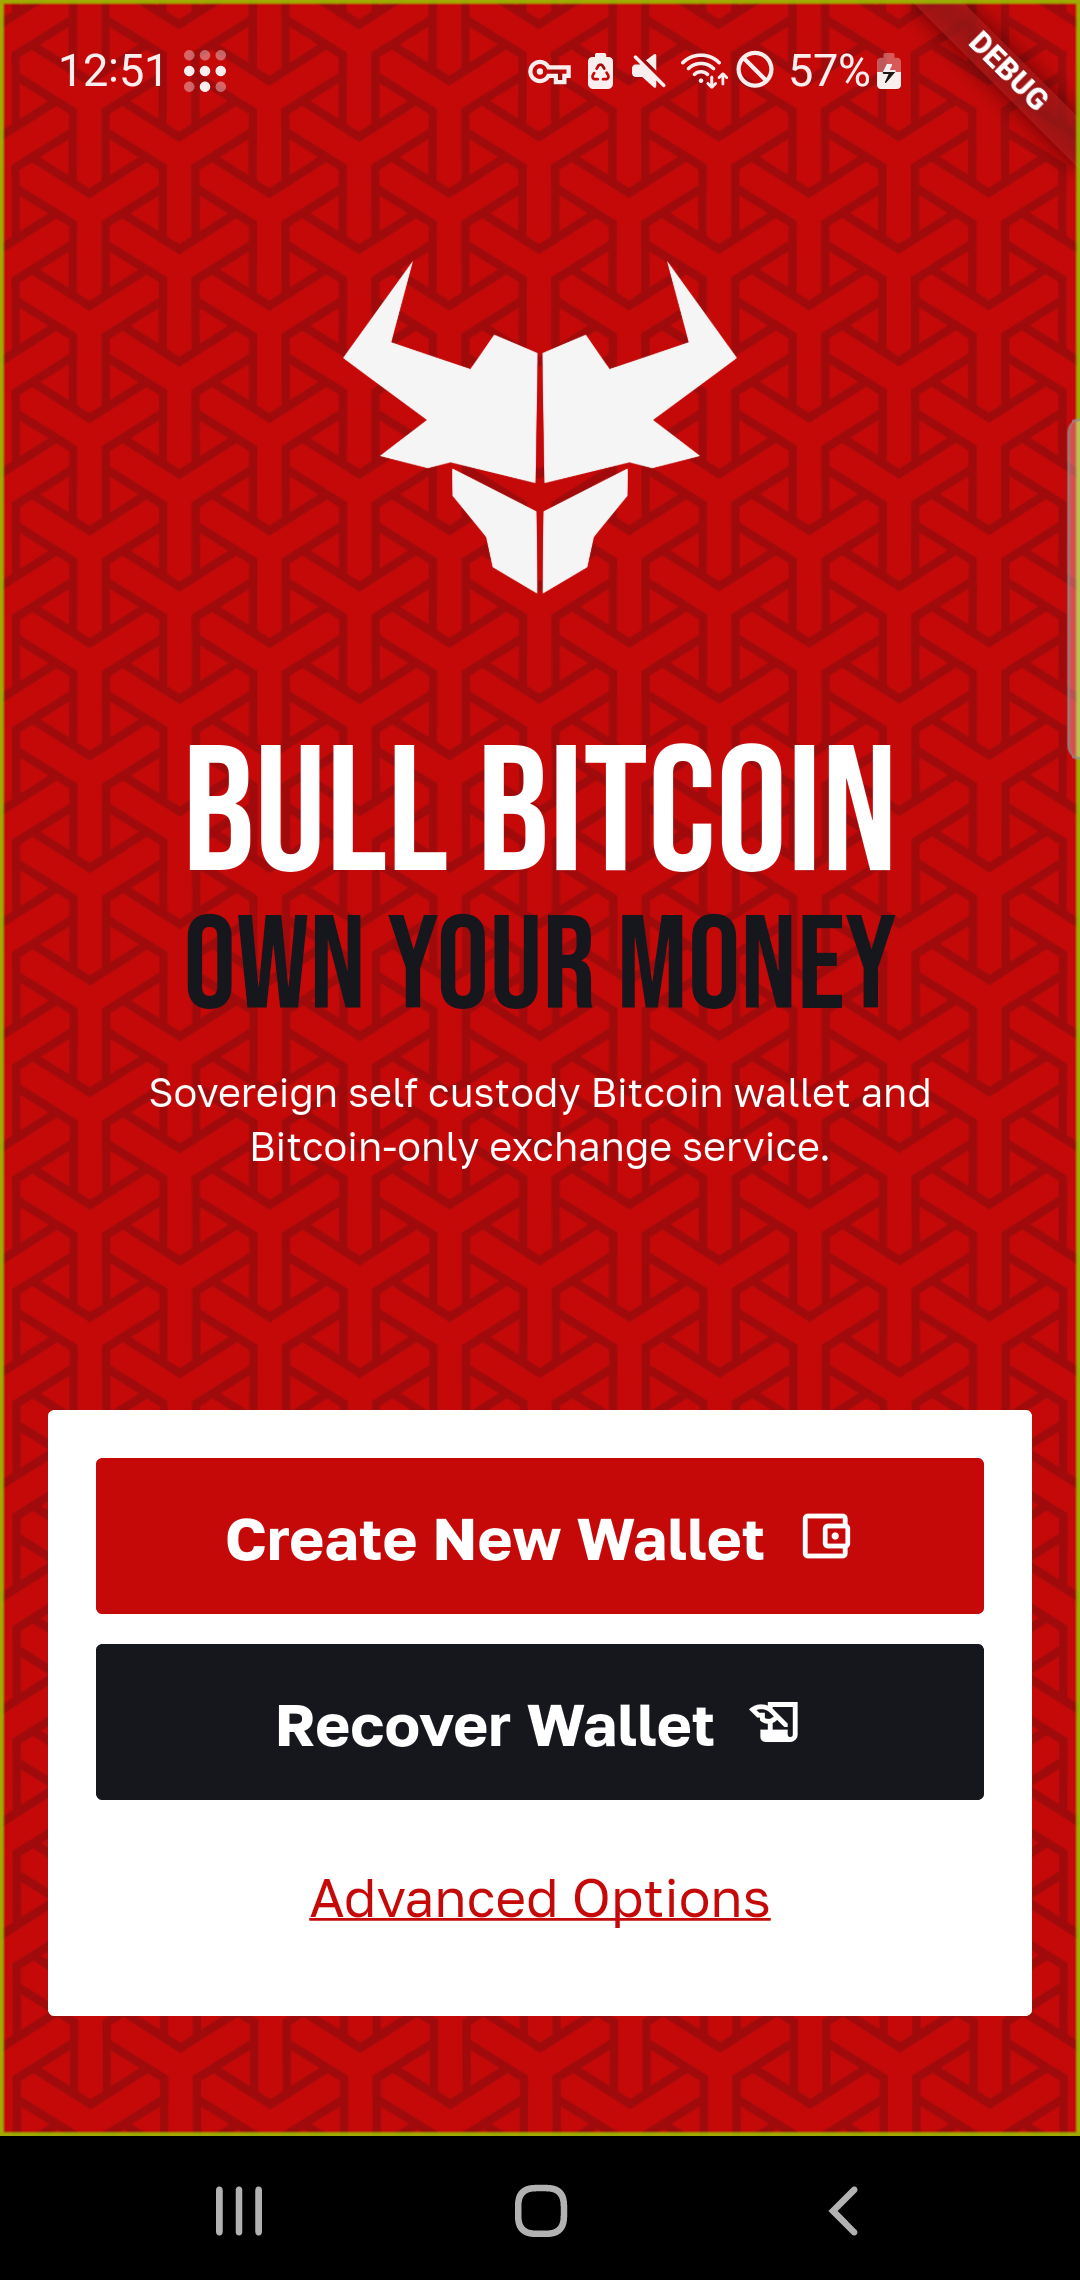 12:51
57%
DEBUG
BULL BITCOIN
OWN YOUR MONEY
Sovereign self custody Bitcoin wallet and
Bitcoin-only exchange service.
Create New Wallet
Recover Wallet
Advanced Options